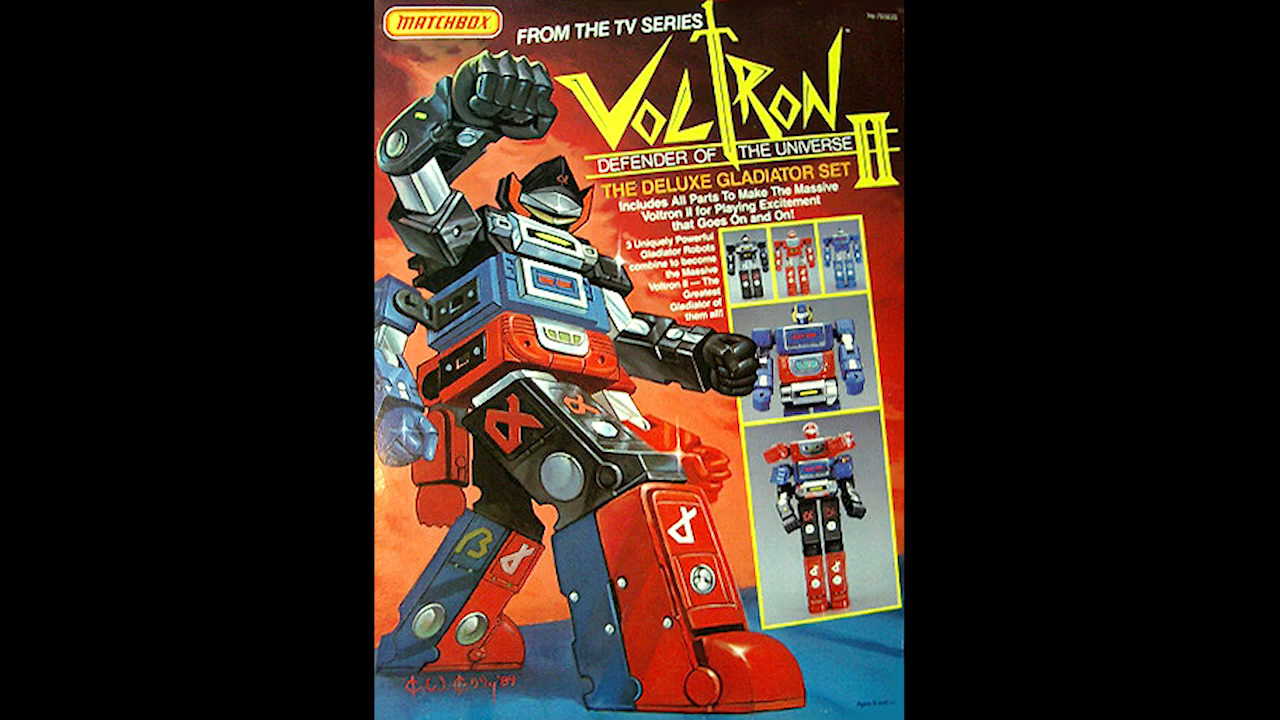 MATCHBOX
FROM THE TV SERIES
VOLTRON
DEFENDER OF THE UNIVERSE
II
THE DELUXE GLADIATOR SET
Includes All Parts To Make The Massive
Voltron II for Playing Excitement
that Goes On and On!
3 Uniquely Powerful
Gladiator Robots
combine to become
the Massive
Voltron II — The
Greatest
Gladiator of
them all!